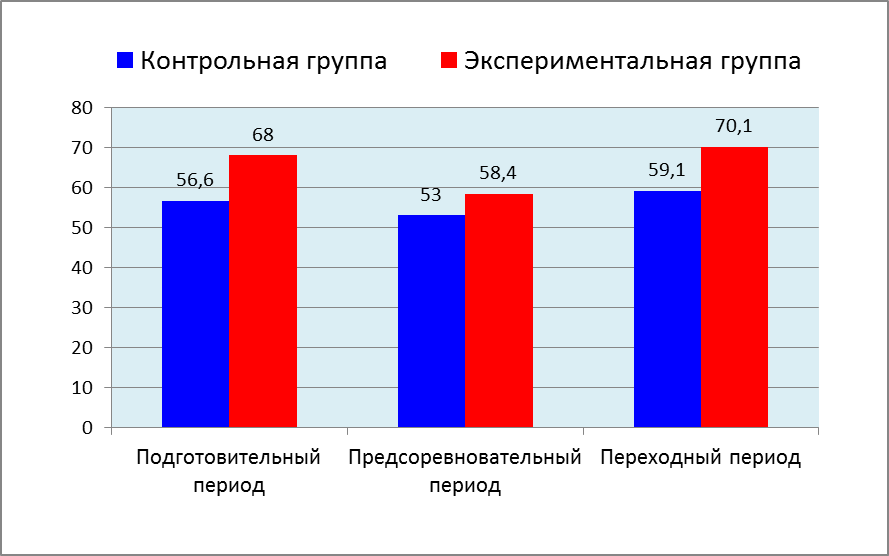 Контрольная группа Экспериментальная группа
80
70
60
50
40
30
20
10
0
56,6
68
53
58,4
59,1
70,1
Подготовительный
период
Предсоревновательный
период
Переходный период